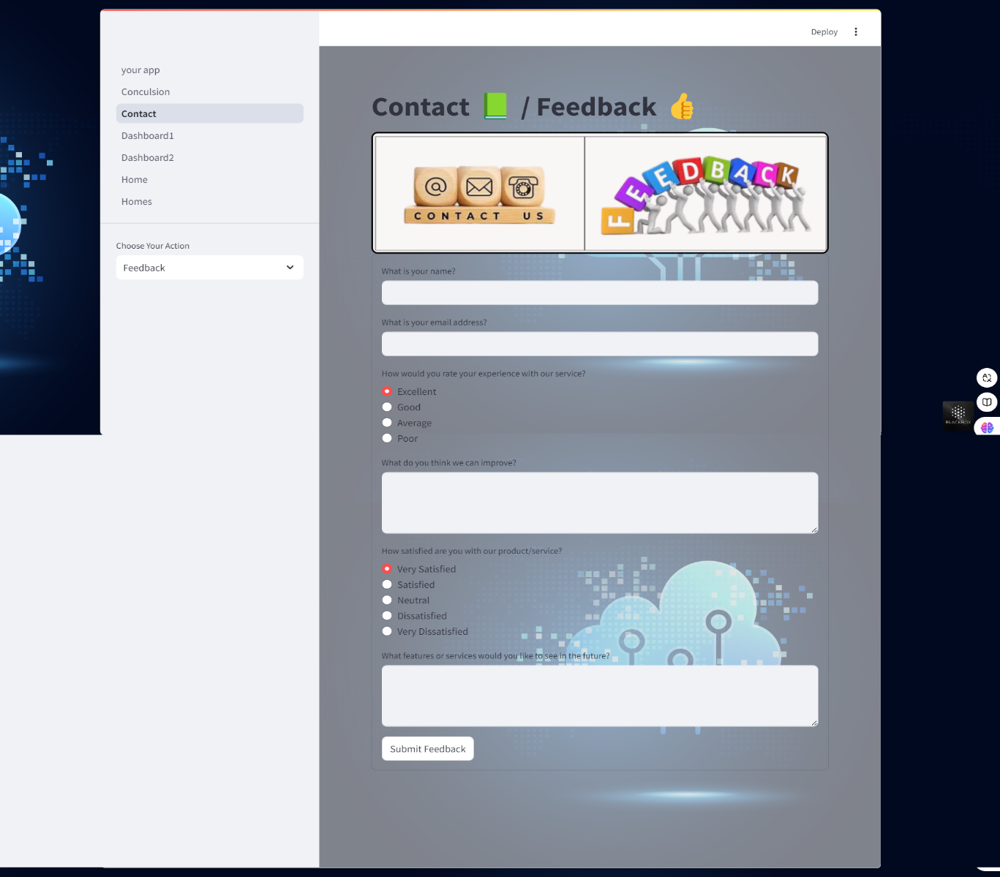 Deploy
your app
Conculsion
Contact
Dashboard1
Dashboard2
Home
Homes
Choose Your Action
Feedback
Contact 📗 / Feedback 👍
@
CONTACT US
FEEDBACK
What is your name?
What is your email address?
How would you rate your experience with our service?
Excellent
Good
Average
Poor
What do you think we can improve?
How satisfied are you with our product/service?
Very Satisfied
Satisfied
Neutral
Dissatisfied
Very Dissatisfied
What features or services would you like to see in the future?
Submit Feedback
BLACKBOX